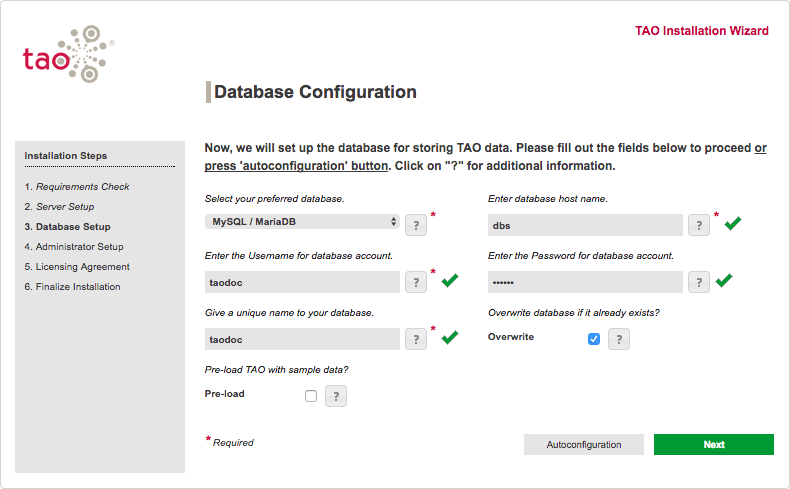 tao®
TAO Installation Wizard
Database Configuration
Installation Steps
1. Requirements Check
2. Server Setup
3. Database Setup
4. Administrator Setup
5. Licensing Agreement
6. Finalize Installation
Now, we will set up the database for storing TAO data. Please fill out the fields below to proceed or
press 'autoconfiguration' button. Click on "?" for additional information.
Select your preferred database.
MySQL / MariaDB ? *
Enter database host name.
dbs ? *
Enter the Username for database account.
taodoc ? *
Enter the Password for database account.
•••••• ?
Give a unique name to your database.
taodoc ? *
Overwrite database if it already exists?
Overwrite ?
Pre-load TAO with sample data?
Pre-load ?
* Required
Autoconfiguration
Next